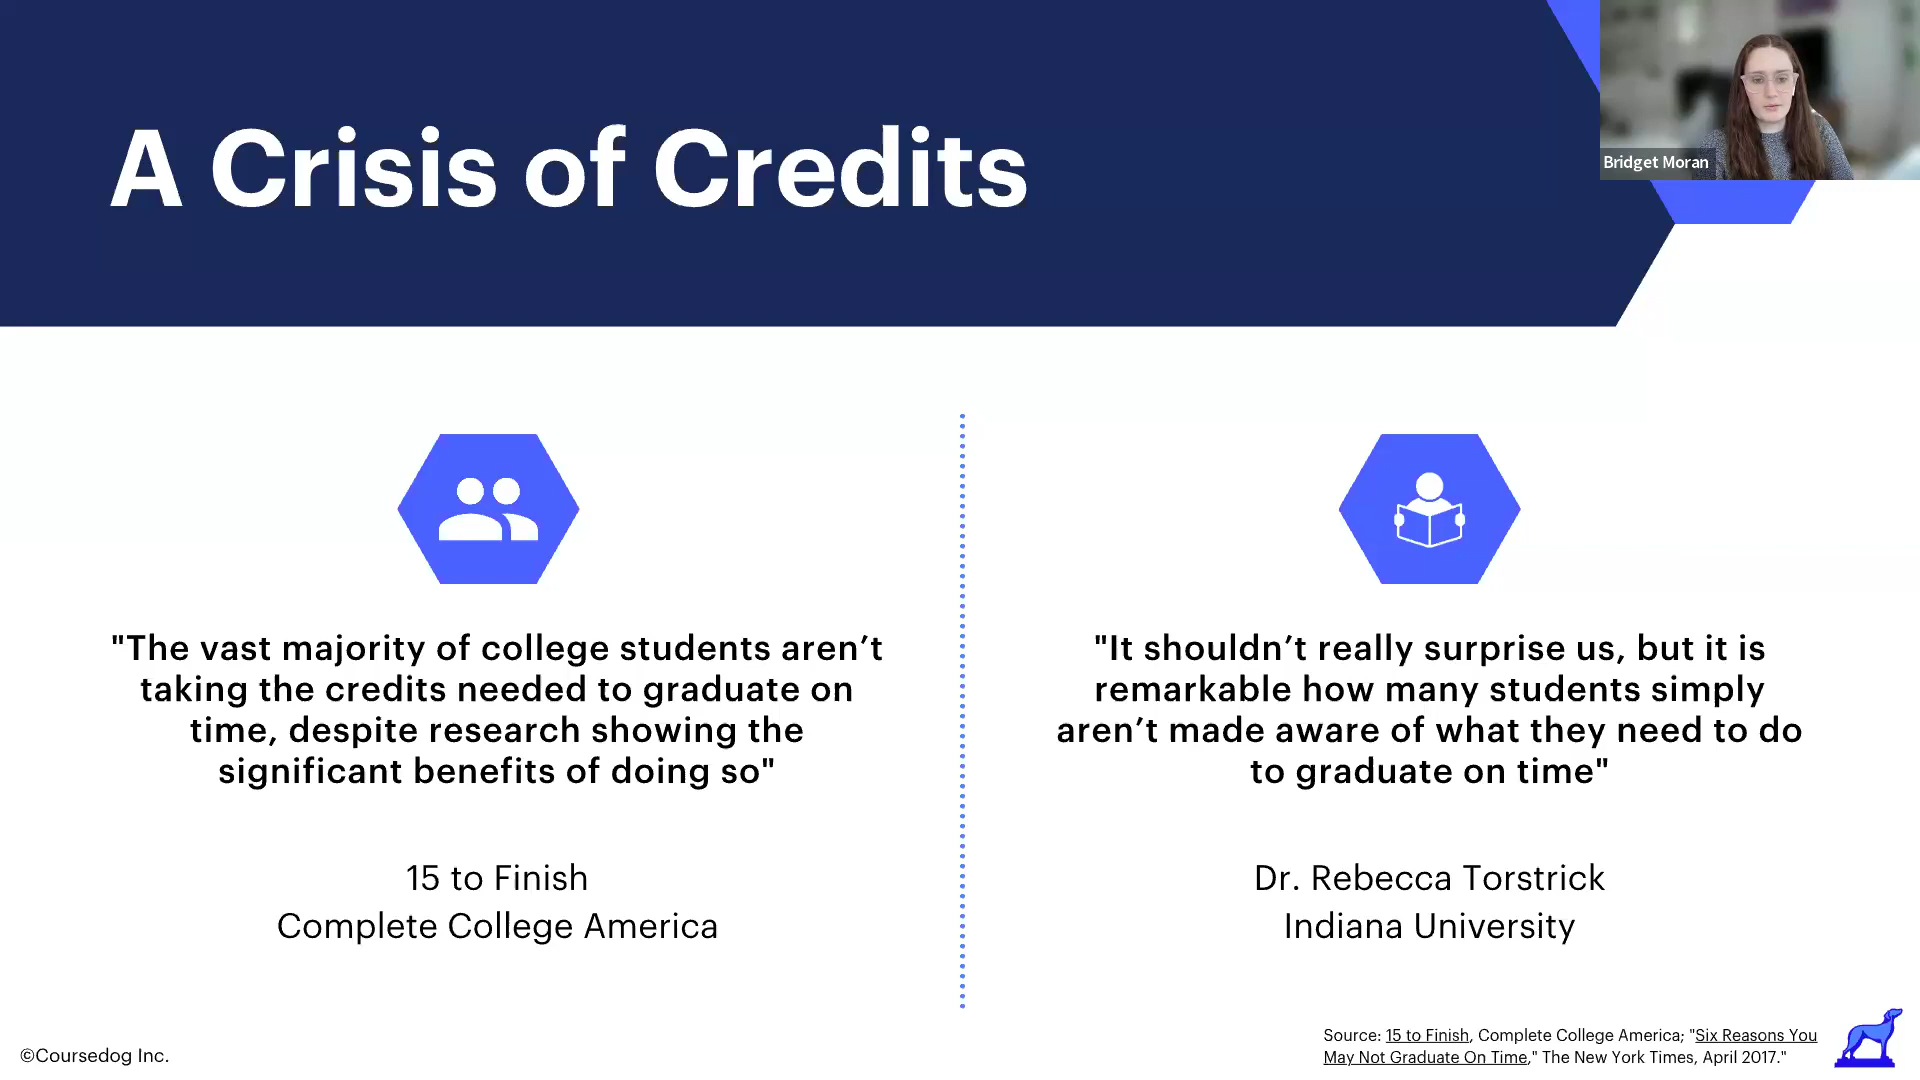 A Crisis of Credits
Bridget Moran
"The vast majority of college students aren’t
taking the credits needed to graduate on
time, despite research showing the
significant benefits of doing so"
15 to Finish
Complete College America
"It shouldn’t really surprise us, but it is
remarkable how many students simply
aren’t made aware of what they need to do
to graduate on time"
Dr. Rebecca Torstrick
Indiana University
©Coursedog Inc.
Source: 15 to Finish, Complete College America; "Six Reasons You
May Not Graduate On Time," The New York Times, April 2017."